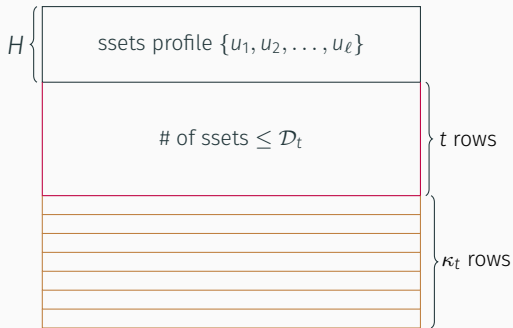 H
ssets profile {u₁, u₂, . . . , uₗ}
# of ssets ≤ 𝒟ₜ
t rows
κₜ rows